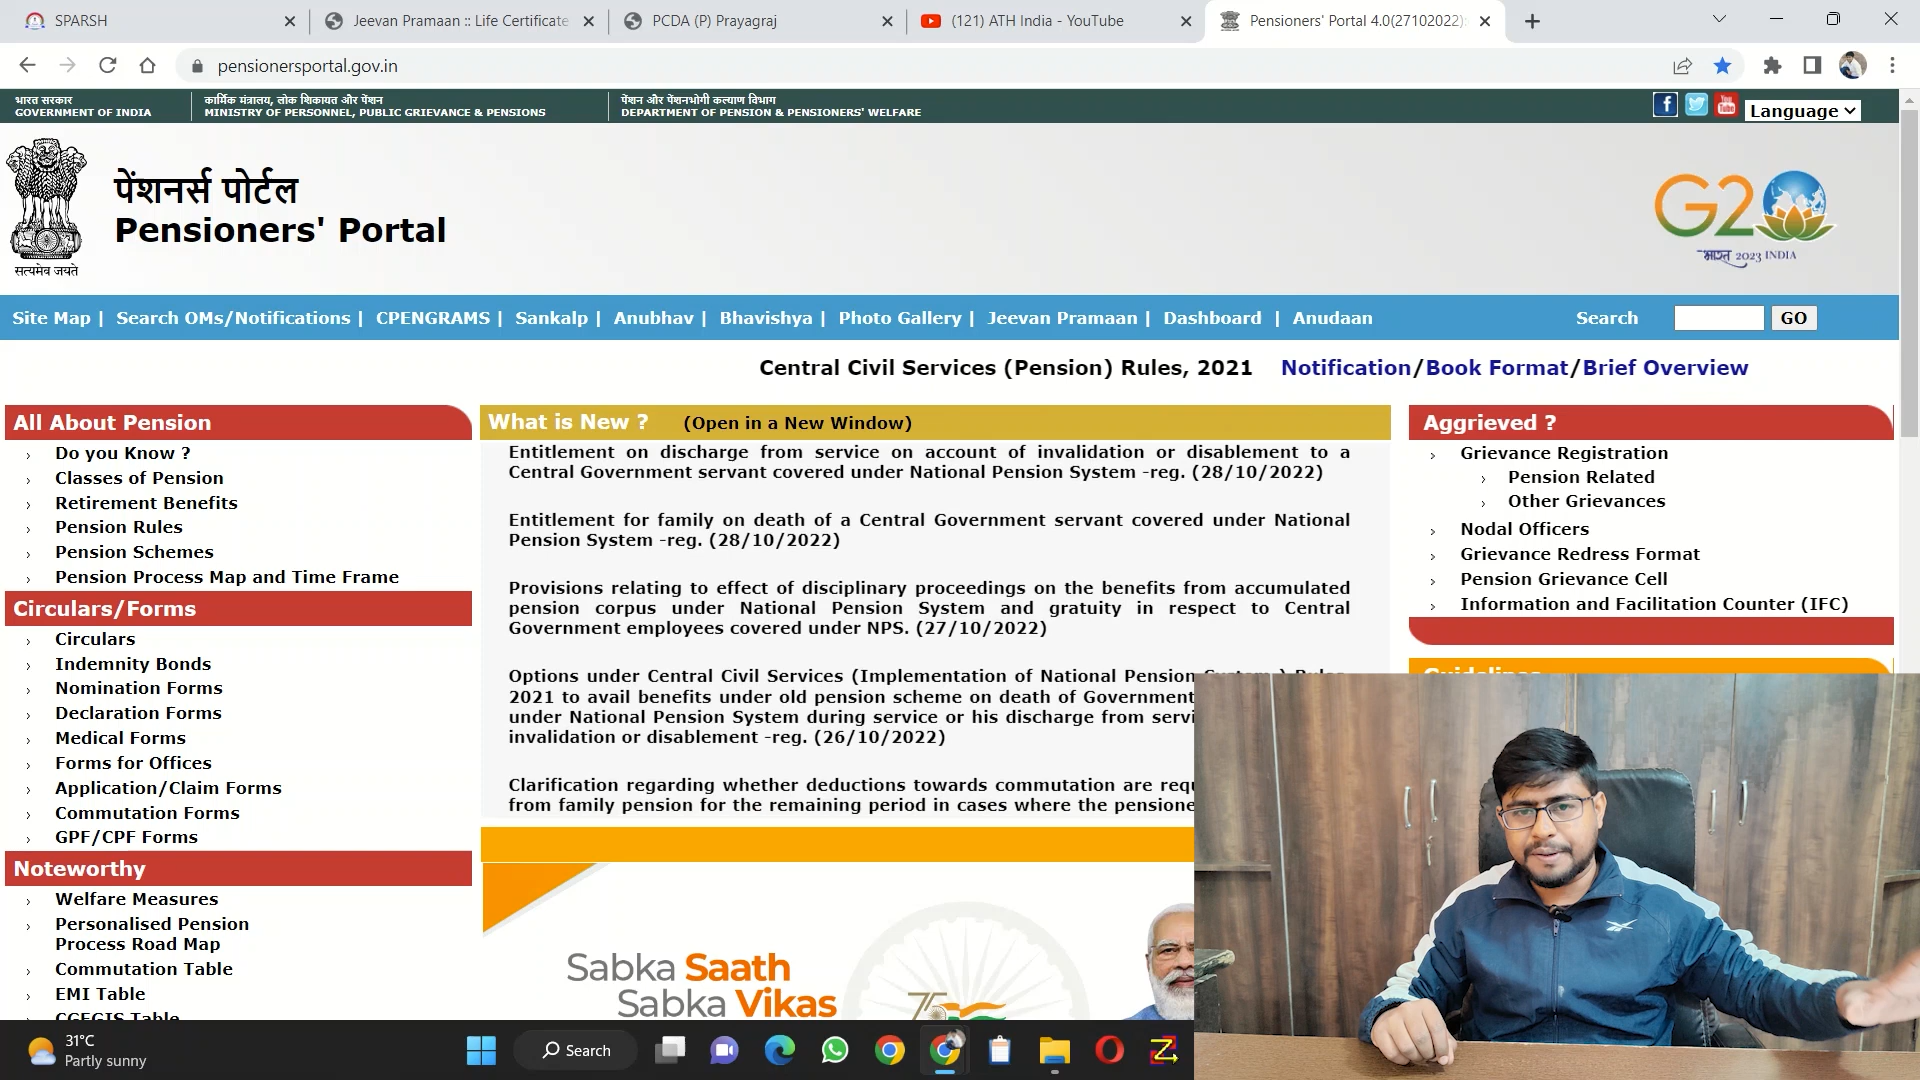 SPARSH
Jeevan Pramaan :: Life Certificate
PCDA (P) Prayagraj
(121) ATH India - YouTube
Pensioners' Portal 4.0(27102022)
pensionersportal.gov.in
भारत सरकार
GOVERNMENT OF INDIA
कार्मिक मंत्रालय, लोक शिकायत और पेंशन
MINISTRY OF PERSONNEL, PUBLIC GRIEVANCE & PENSIONS
पेंशन और पेंशनभोगी कल्याण विभाग
DEPARTMENT OF PENSION & PENSIONERS' WELFARE
Language
पेंशनर्स पोर्टल
Pensioners' Portal
सत्यमेव जयते
G20
भारत 2023 INDIA
Site Map | Search OMs/Notifications | CPENGRAMS | Sankalp | Anubhav | Bhavishya | Photo Gallery | Jeevan Pramaan | Dashboard | Anudaan
Search GO
Central Civil Services (Pension) Rules, 2021 Notification/Book Format/Brief Overview
All About Pension
Do you Know ?
Classes of Pension
Retirement Benefits
Pension Rules
Pension Schemes
Pension Process Map and Time Frame
Circulars/Forms
Circulars
Indemnity Bonds
Nomination Forms
Declaration Forms
Medical Forms
Forms for Offices
Application/Claim Forms
Commutation Forms
GPF/CPF Forms
Noteworthy
Welfare Measures
Personalised Pension
Process Road Map
Commutation Table
EMI Table
CGEGIS Table
What is New ? (Open in a New Window)
Entitlement on discharge from service on account of invalidation or disablement to a
Central Government servant covered under National Pension System -reg. (28/10/2022)
Entitlement for family on death of a Central Government servant covered under National
Pension System -reg. (28/10/2022)
Provisions relating to effect of disciplinary proceedings on the benefits from accumulated
pension corpus under National Pension System and gratuity in respect to Central
Government employees covered under NPS. (27/10/2022)
Options under Central Civil Services (Implementation of National Pension System ) Rules,
2021 to avail benefits under old pension scheme on death of Government
under National Pension System during service or his discharge from
invalidation or disablement -reg. (26/10/2022)
Clarification regarding whether deductions towards commutation are
from family pension for the remaining period in cases where the
Sabka Saath
Sabka Vikas
75
Aggrieved ?
Grievance Registration
Pension Related
Other Grievances
Nodal Officers
Grievance Redress Format
Pension Grievance Cell
Information and Facilitation Counter (IFC)
Guidelines
31°C
Partly sunny
Search